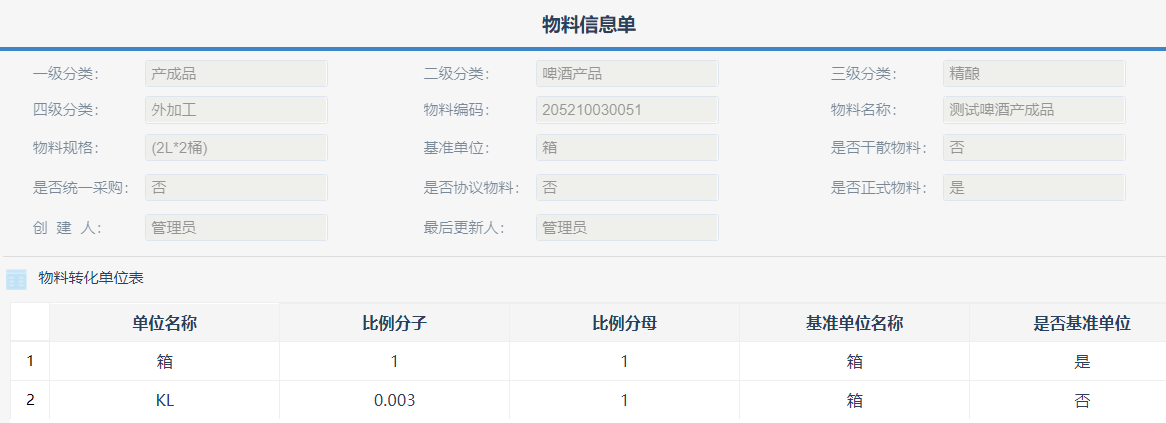 物料信息单
一级分类: 产成品 二级分类: 啤酒产品 三级分类: 精酿
四级分类: 外加工 物料编码: 205210030051 物料名称: 测试啤酒产成品
物料规格: (2L*2桶) 基准单位: 箱 是否干散物料: 否
是否统一采购: 否 是否协议物料: 否 是否正式物料: 是
创 建 人: 管理员 最后更新人: 管理员
物料转化单位表
单位名称 比例分子 比例分母 基准单位名称 是否基准单位
1 箱 1 1 箱 是
2 KL 0.003 1 箱 否